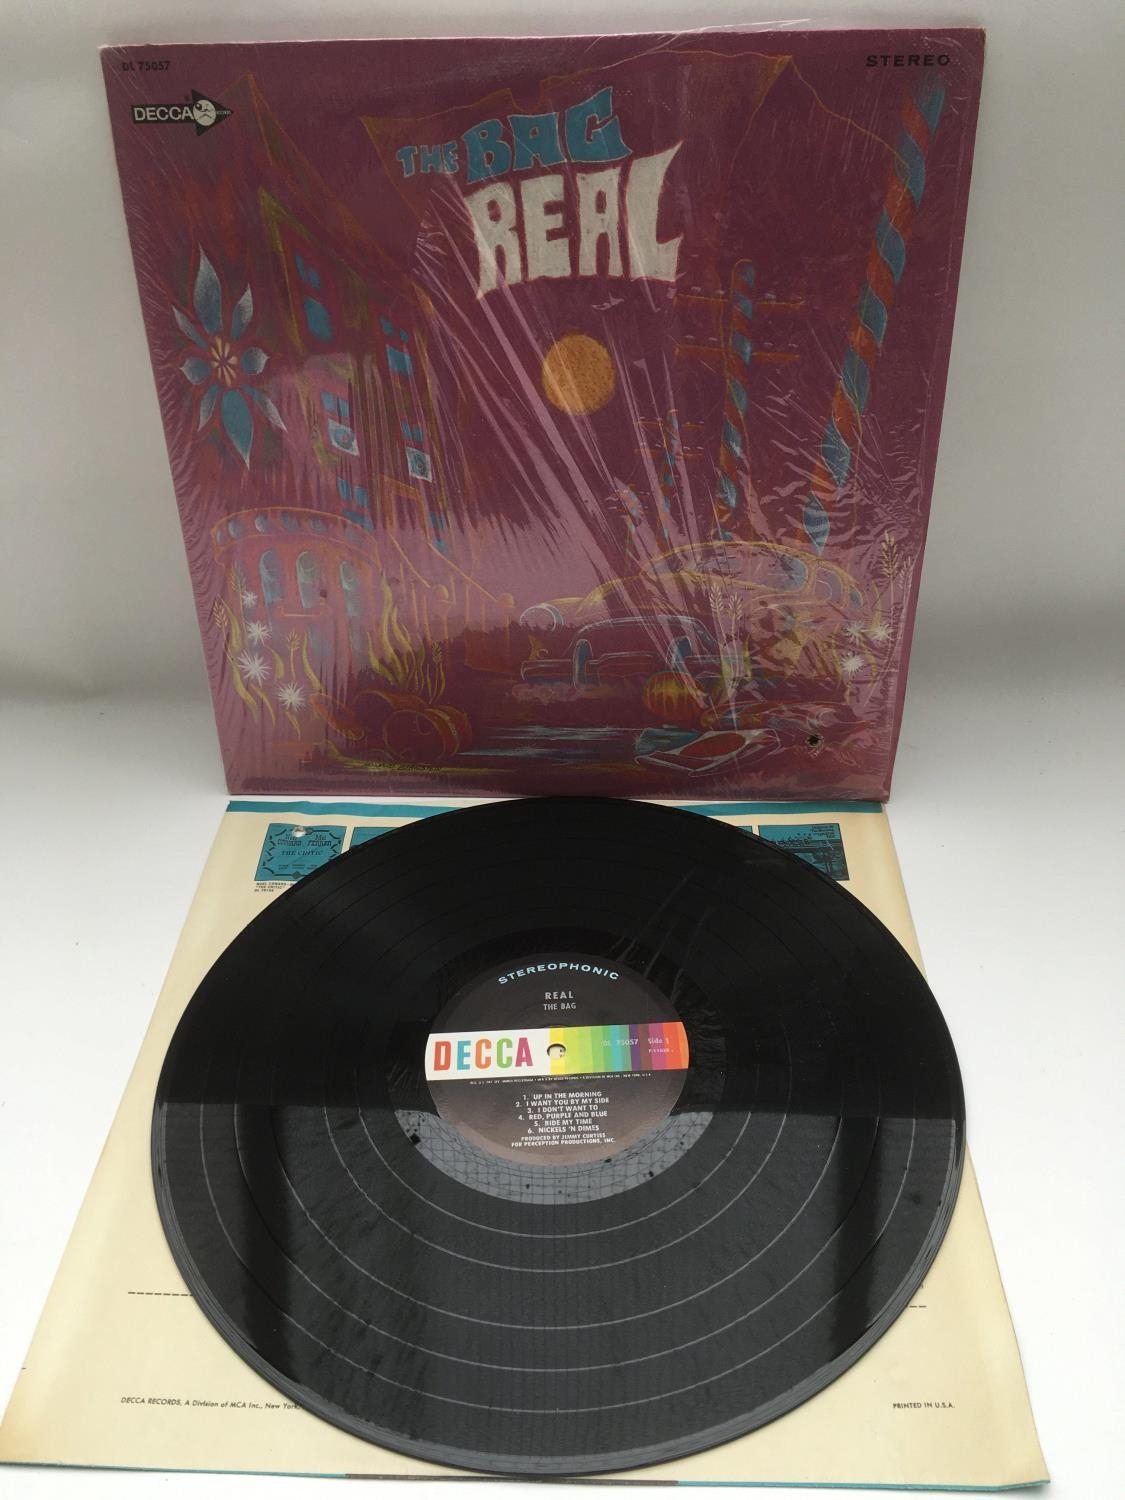 DL 75057
STEREO
DECCA
RECORDS
THE BAG
REAL
THE CRITIC
STEREOPHONIC
REAL
THE BAG
DECCA
DL 75057 Side 1
1. UP IN THE MORNING
2. I WANT YOU BY MY SIDE
3. I DON'T WANT TO
4. RED, PURPLE AND BLUE
5. RIDE MY TIME
6. NICKELS 'N DIMES
PRODUCED BY JIMMY CURTISS
FOR PERCEPTION PRODUCTIONS, INC.
DECCA RECORDS, A Division of MCA Inc., New York,
PRINTED IN U.S.A.